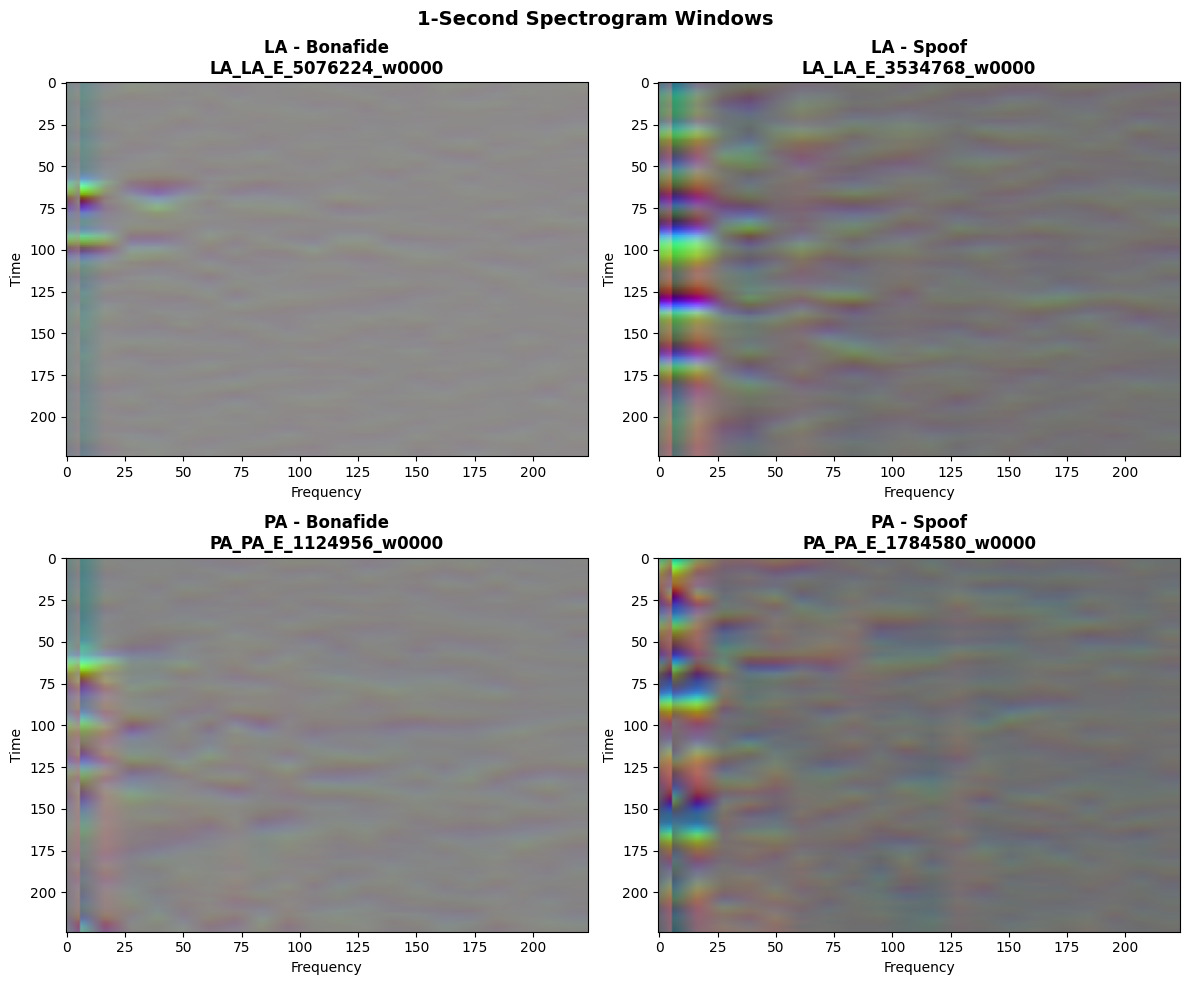 1-Second Spectrogram Windows
LA - Bonafide
LA_LA_E_5076224_w0000
0
25
50
75
100
125
150
175
200
Time
0 25 50 75 100 125 150 175 200
Frequency
LA - Spoof
LA_LA_E_3534768_w0000
0
25
50
75
100
125
150
175
200
Time
0 25 50 75 100 125 150 175 200
Frequency
PA - Bonafide
PA_PA_E_1124956_w0000
0
25
50
75
100
125
150
175
200
Time
0 25 50 75 100 125 150 175 200
Frequency
PA - Spoof
PA_PA_E_1784580_w0000
0
25
50
75
100
125
150
175
200
Time
0 25 50 75 100 125 150 175 200
Frequency